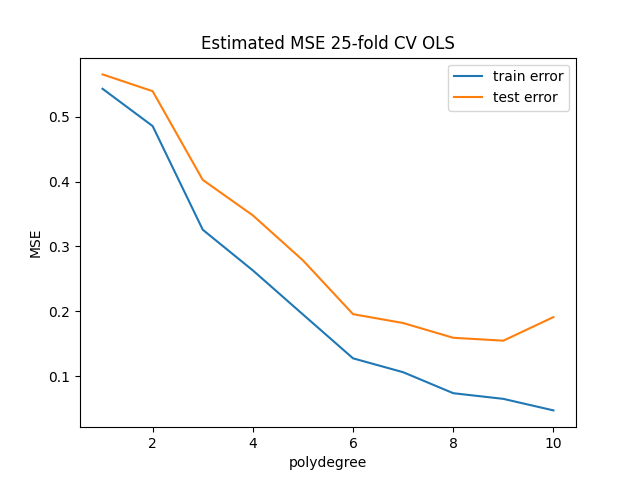 Estimated MSE 25-fold CV OLS
train error
test error
0.5
0.4
0.3
0.2
0.1
MSE
2 4 6 8 10
polydegree